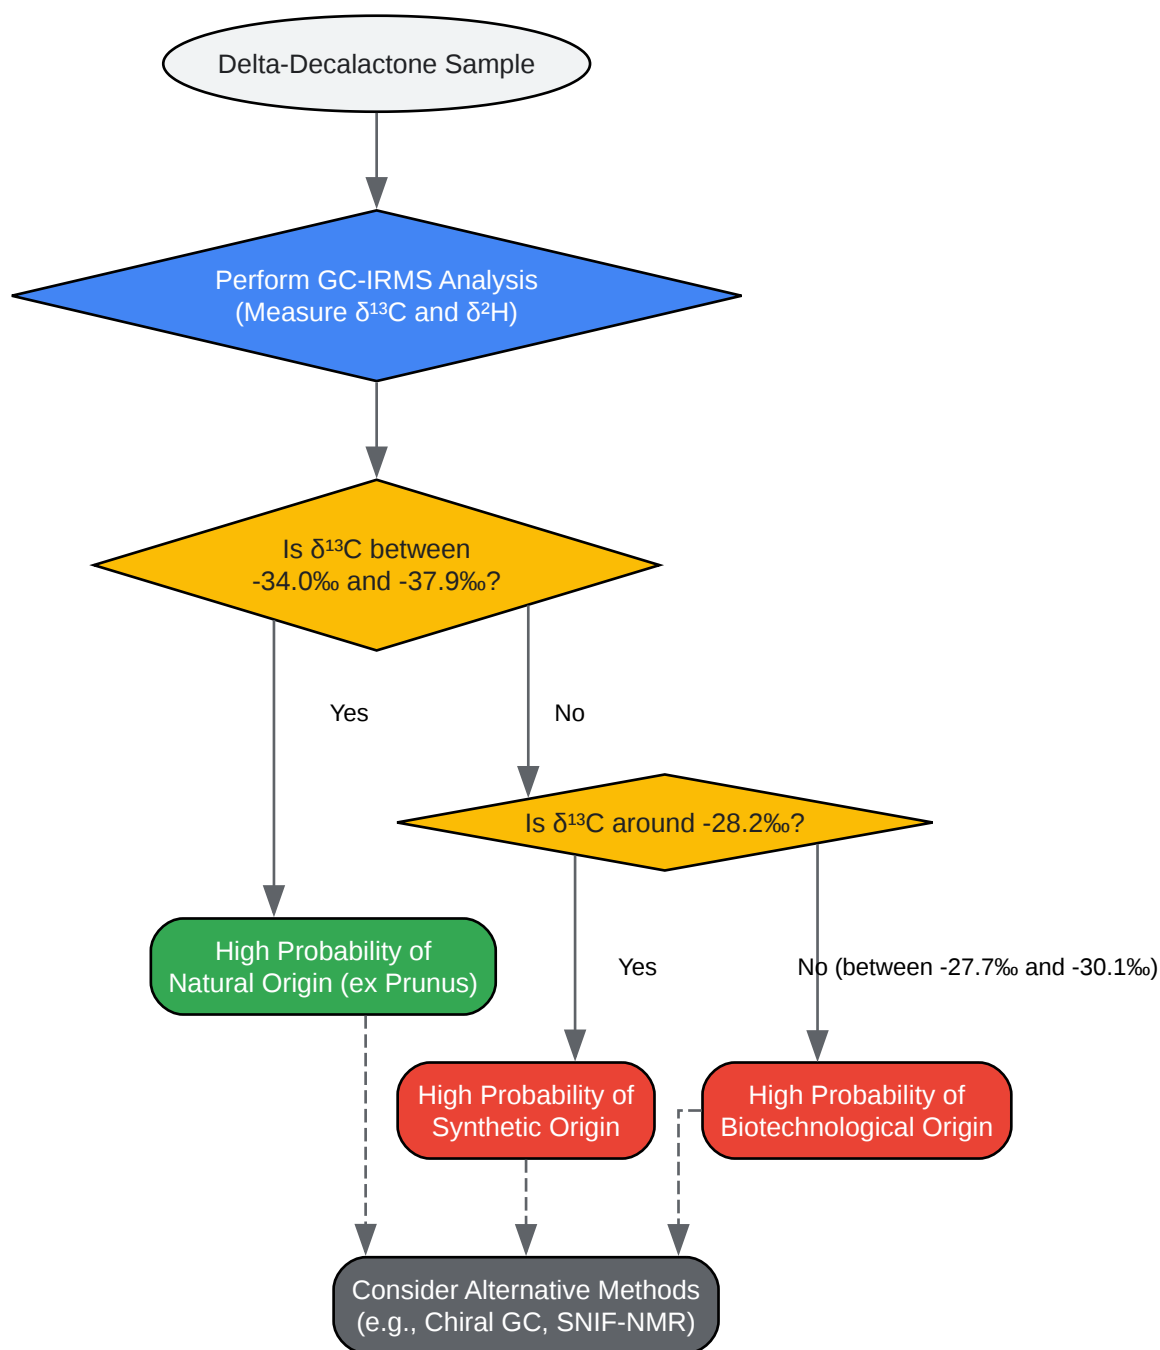 Delta-Decalactone Sample
Perform GC-IRMS Analysis
(Measure δ¹³C and δ²H)
Is δ¹³C between
-34.0‰ and -37.9‰?
Yes
No
Is δ¹³C around -28.2‰?
High Probability of
Natural Origin (ex Prunus)
Yes
No (between -27.7‰ and -30.1‰)
High Probability of
Synthetic Origin
High Probability of
Biotechnological Origin
Consider Alternative Methods
(e.g., Chiral GC, SNIF-NMR)